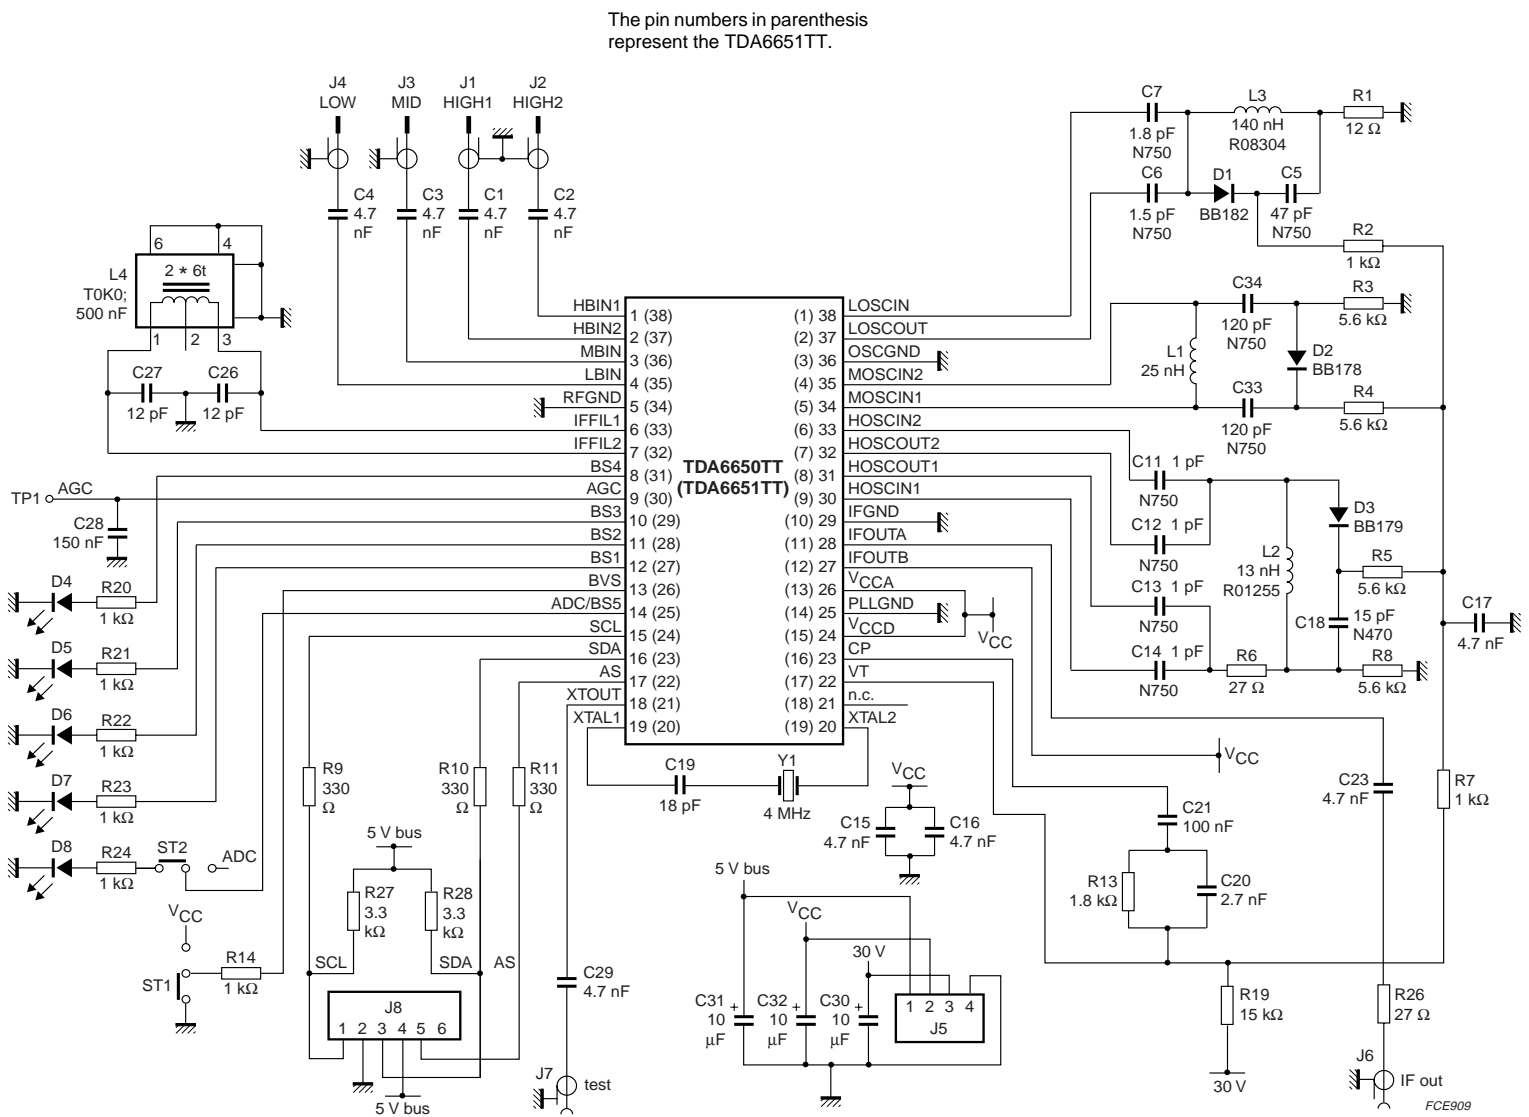 The pin numbers in parenthesis
represent the TDA6651TT.
J4
LOW
J3
MID
J1
HIGH1
J2
HIGH2
C4
4.7
nF
C3
4.7
nF
C1
4.7
nF
C2
4.7
nF
C7
1.8 pF
N750
L3
140 nH
R08304
R1
12 Ω
C6
1.5 pF
N750
D1
BB182
C5
47 pF
N750
R2
1 kΩ
6
4
2 * 6t
L4
T0K0;
500 nF
1
2
3
C27
12 pF
C26
12 pF
C34
120 pF
N750
R3
5.6 kΩ
L1
25 nH
D2
BB178
C33
120 pF
N750
R4
5.6 kΩ
TDA6650TT
(TDA6651TT)
HBIN1
1 (38)
HBIN2
2 (37)
MBIN
3 (36)
LBIN
4 (35)
RFGND
5 (34)
IFFIL1
6 (33)
IFFIL2
7 (32)
BS4
8 (31)
AGC
9 (30)
BS3
10 (29)
BS2
11 (28)
BS1
12 (27)
BVS
13 (26)
ADC/BS5
14 (25)
SCL
15 (24)
SDA
16 (23)
AS
17 (22)
XTOUT
18 (21)
XTAL1
19 (20)
LOSCIN
(1) 38
LOSCOUT
(2) 37
OSCGND
(3) 36
MOSCIN2
(4) 35
MOSCIN1
(5) 34
HOSCIN2
(6) 33
HOSCOUT2
(7) 32
HOSCOUT1
(8) 31
HOSCIN1
(9) 30
IFGND
(10) 29
IFOUTA
(11) 28
IFOUTB
(12) 27
VCCA
(13) 26
PLLGND
(14) 25
VCCD
(15) 24
CP
(16) 23
VT
(17) 22
n.c.
(18) 21
XTAL2
(19) 20
VCC
TP1
AGC
C28
150 nF
D4
R20
1 kΩ
D5
R21
1 kΩ
D6
R22
1 kΩ
D7
R23
1 kΩ
D8
R24
1 kΩ
ST2
ADC
VCC
ST1
R14
1 kΩ
C11 1 pF
N750
C12 1 pF
N750
C13 1 pF
N750
C14 1 pF
N750
L2
13 nH
R01255
D3
BB179
R5
5.6 kΩ
C18
15 pF
N470
R6
27 Ω
R8
5.6 kΩ
C17
4.7 nF
R9
330
Ω
R10
330
Ω
R11
330
Ω
C19
18 pF
Y1
4 MHz
VCC
C15
4.7 nF
C16
4.7 nF
VCC
C23
4.7 nF
R7
1 kΩ
C21
100 nF
R13
1.8 kΩ
C20
2.7 nF
5 V bus
R27
3.3
kΩ
R28
3.3
kΩ
SCL
SDA
AS
J8
1 2 3 4 5 6
5 V bus
C29
4.7 nF
J7
test
5 V bus
VCC
30 V
C31
10
μF
+
C32
10
μF
+
C30
10
μF
+
1 2 3 4
J5
R19
15 kΩ
30 V
R26
27 Ω
J6
IF out
FCE909